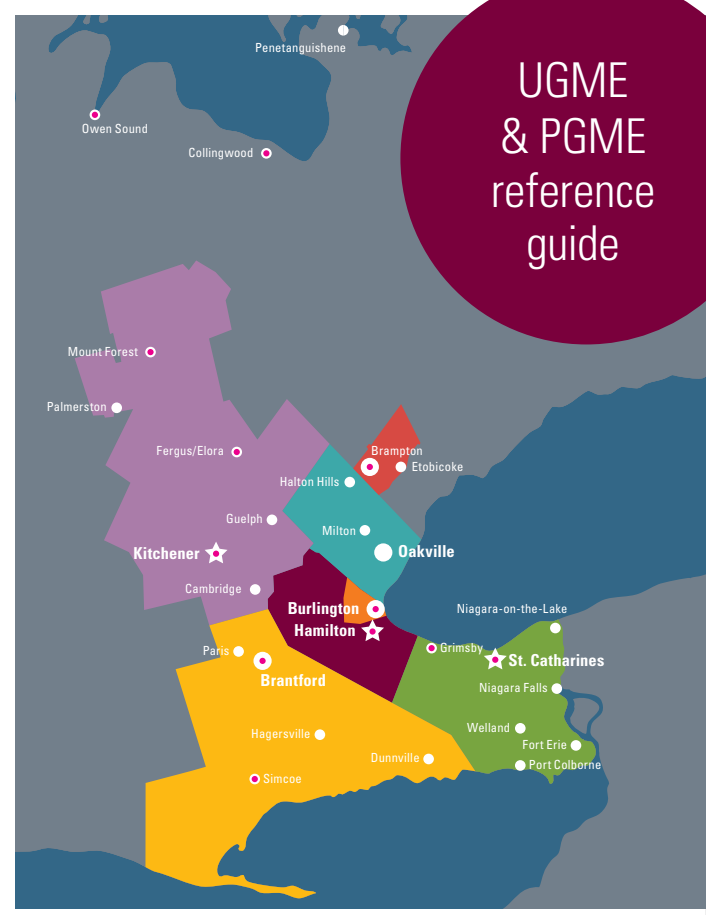 Penetanguishene
UGME
& PGME
reference
guide
Owen Sound
Collingwood
Mount Forest
Palmerston
Fergus/Elora
Brampton
Etobicoke
Halton Hills
Guelph
Milton
Kitchener
Oakville
Cambridge
Burlington
Niagara-on-the-Lake
Hamilton
Paris
Grimsby
St. Catharines
Brantford
Niagara Falls
Welland
Hagersville
Fort Erie
Dunnville
Port Colborne
Simcoe